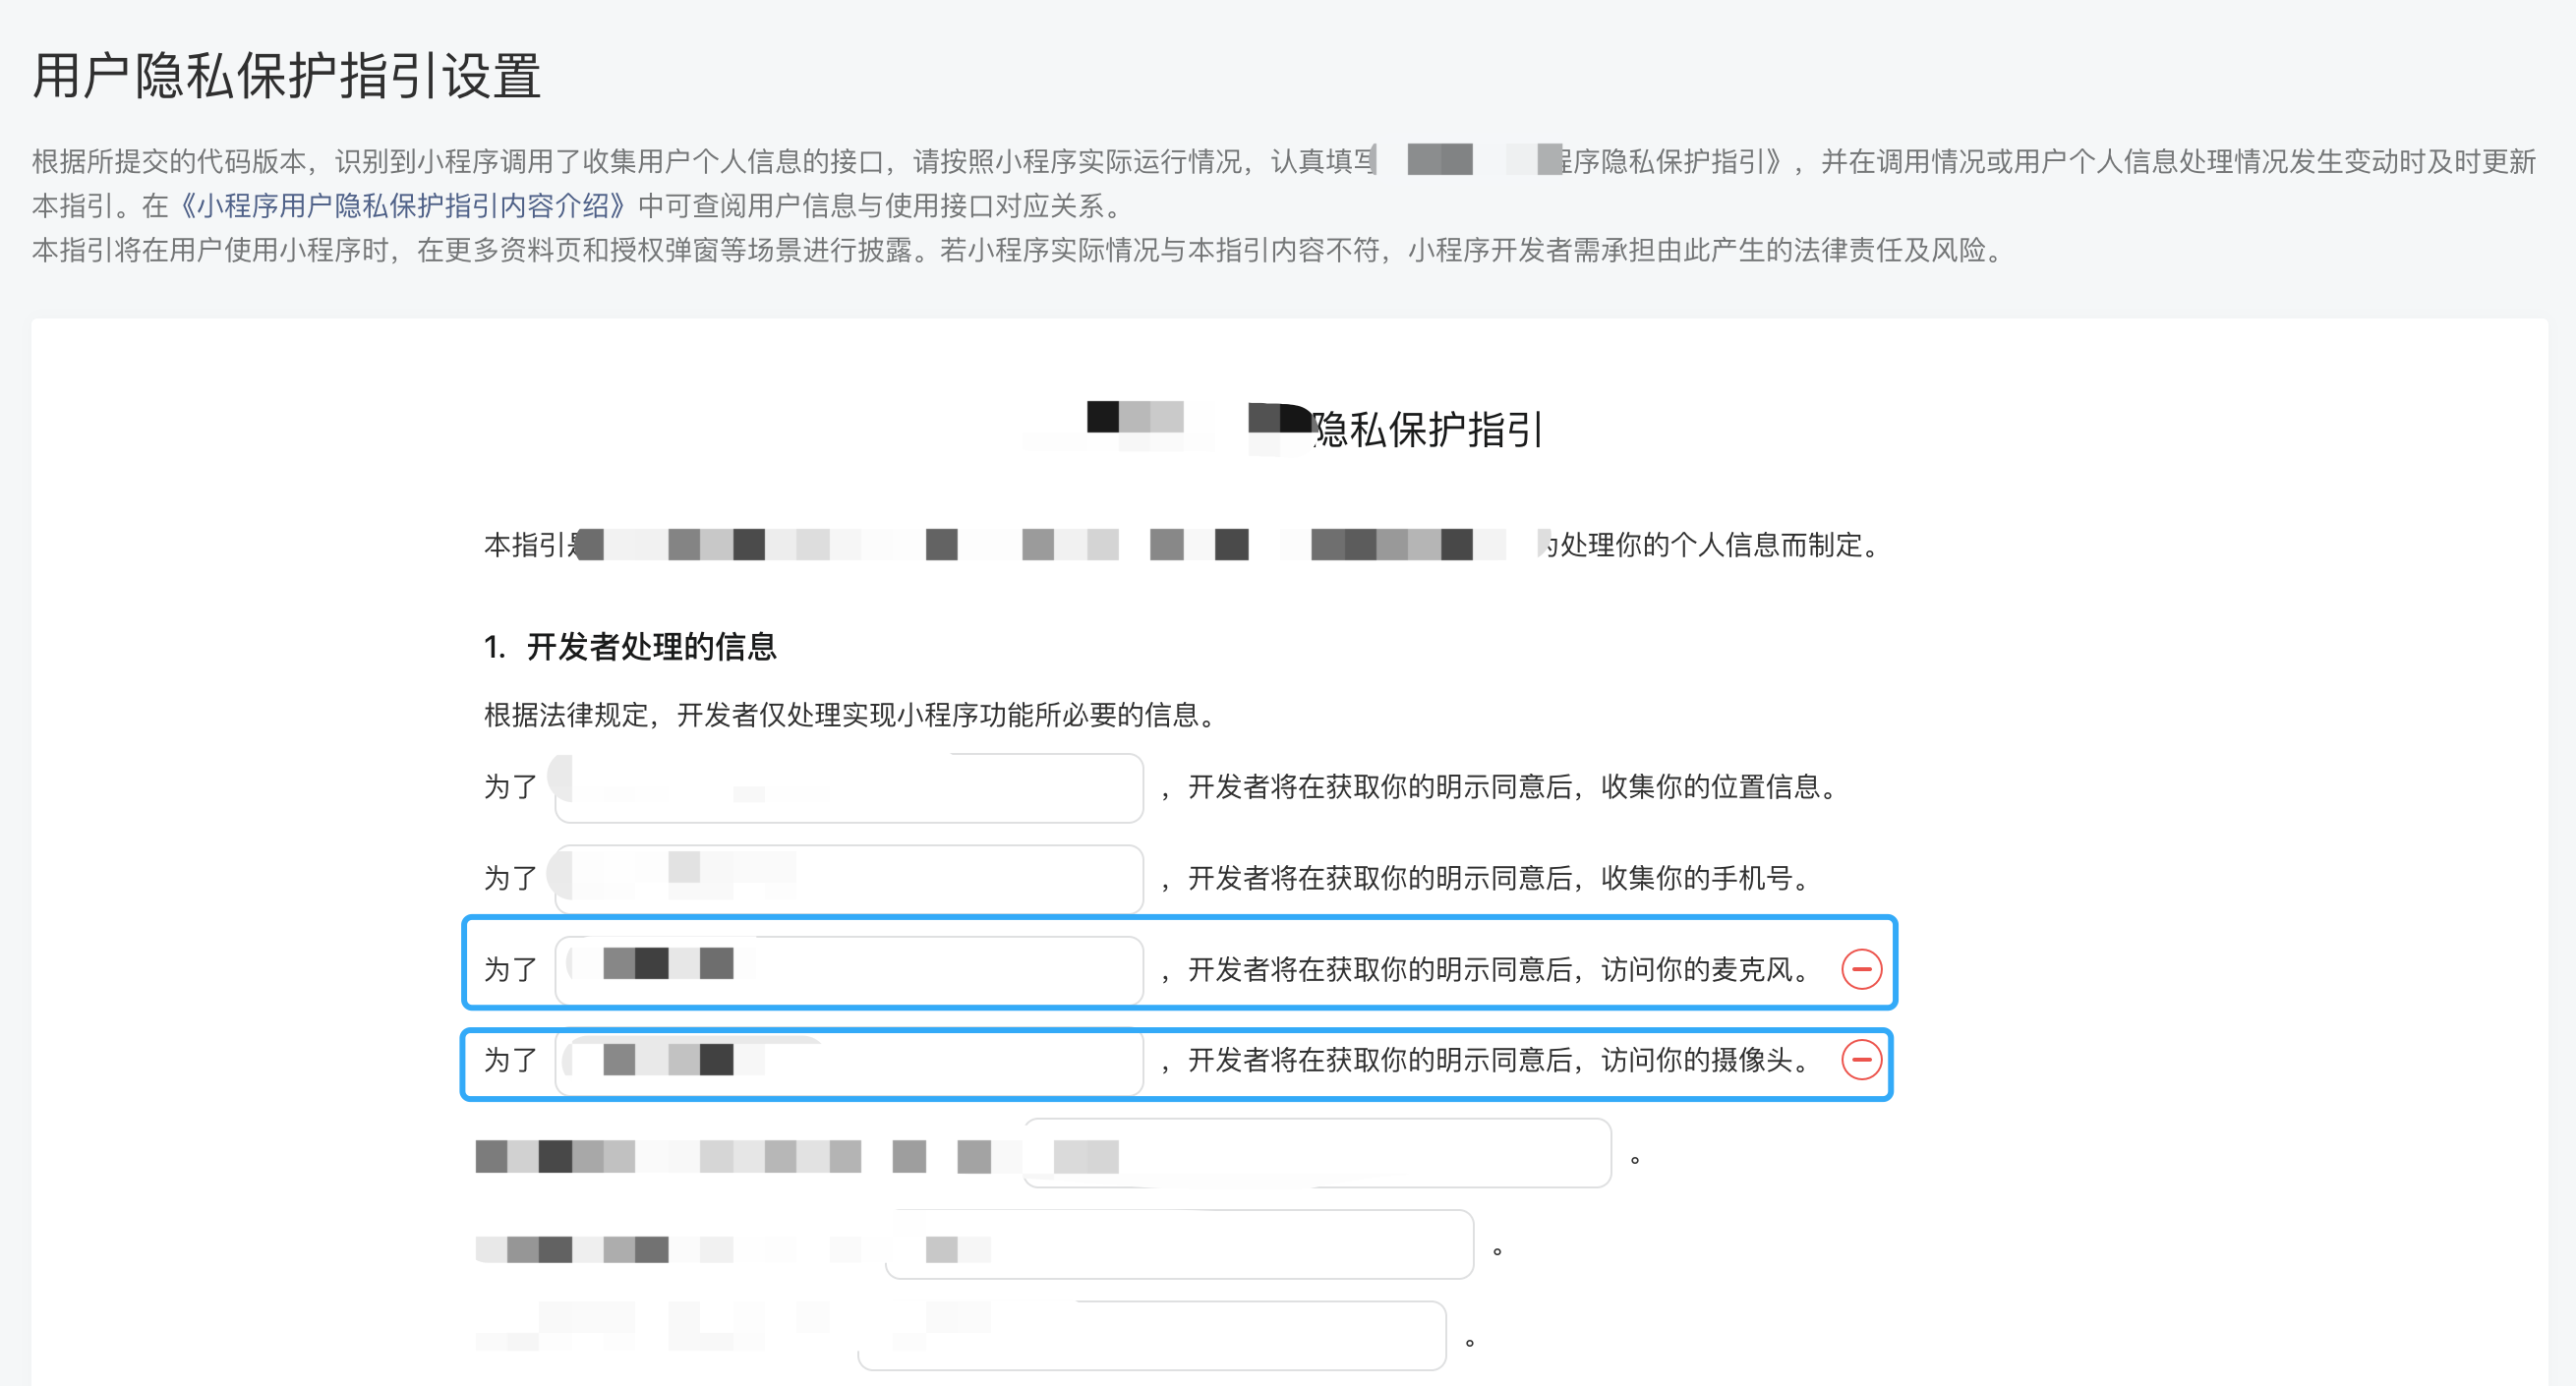 用户隐私保护指引设置
根据所提交的代码版本，识别到小程序调用了收集用户个人信息的接口，请按照小程序实际运行情况，认真填写 序隐私保护指引》，并在调用情况或用户个人信息处理情况发生变动时及时更新
本指引。在《小程序用户隐私保护指引内容介绍》中可查阅用户信息与使用接口对应关系。
本指引将在用户使用小程序时，在更多资料页和授权弹窗等场景进行披露。若小程序实际情况与本指引内容不符，小程序开发者需承担由此产生的法律责任及风险。
隐私保护指引
本指引 处理你的个人信息而制定。
1. 开发者处理的信息
根据法律规定，开发者仅处理实现小程序功能所必要的信息。
为了 ，开发者将在获取你的明示同意后，收集你的位置信息。
为了 ，开发者将在获取你的明示同意后，收集你的手机号。
为了 ，开发者将在获取你的明示同意后，访问你的麦克风。
为了 ，开发者将在获取你的明示同意后，访问你的摄像头。
。
。
。